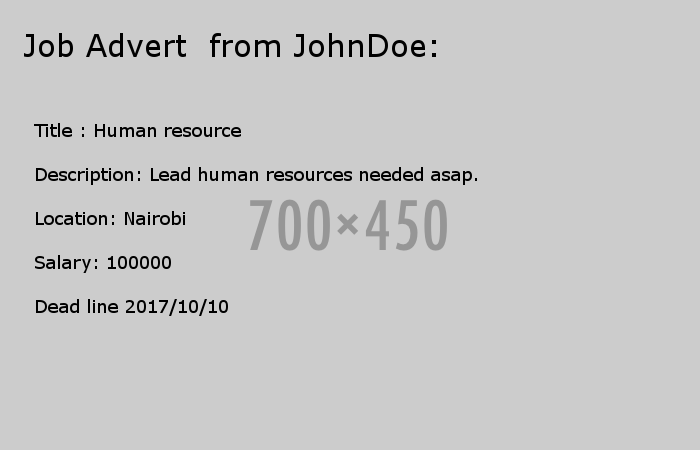 Job Advert  from JohnDoe:
Title : Human resource
Description: Lead human resources needed asap.
Location: Nairobi
700×450
Salary: 100000
Dead line 2017/10/10